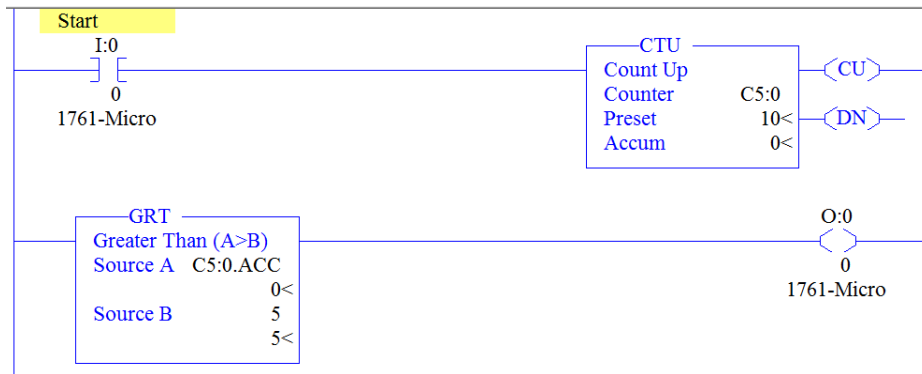 Start
I:0
0
1761-Micro
CTU
Count Up
Counter C5:0
Preset 10<
Accum 0<
CU
DN
GRT
Greater Than (A>B)
Source A C5:0.ACC
0<
Source B 5
5<
O:0
0
1761-Micro